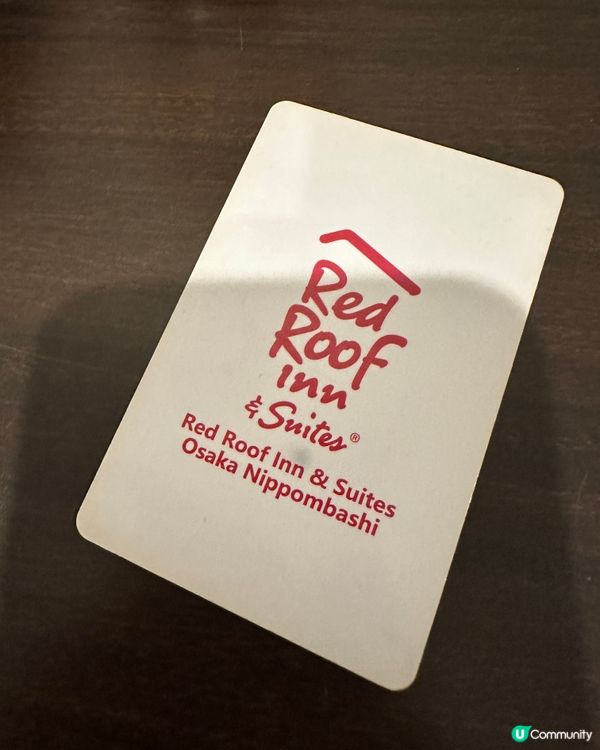 Red
Roof
inn
& Suites®
Red Roof Inn & Suites
Osaka Nippombashi
U Community